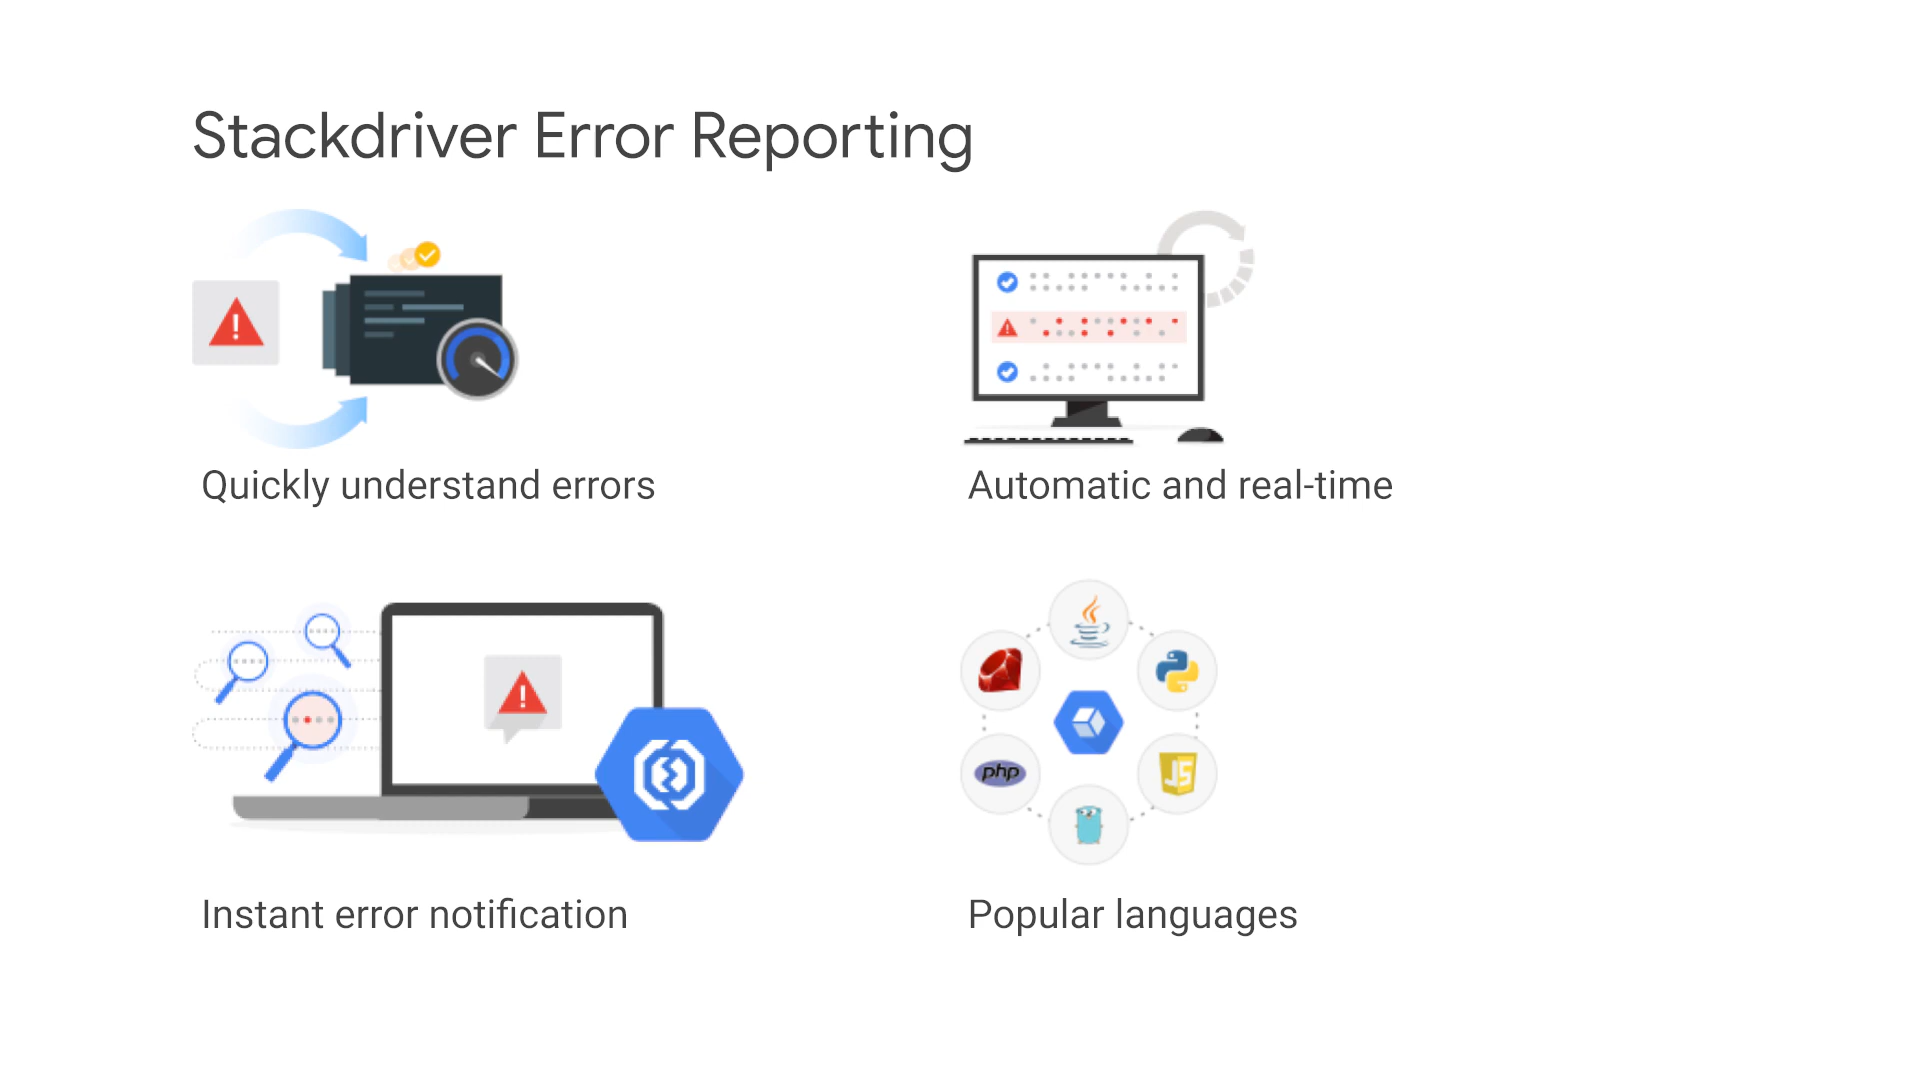 Stackdriver Error Reporting
Quickly understand errors
Automatic and real-time
Instant error notification
php
JS
Popular languages